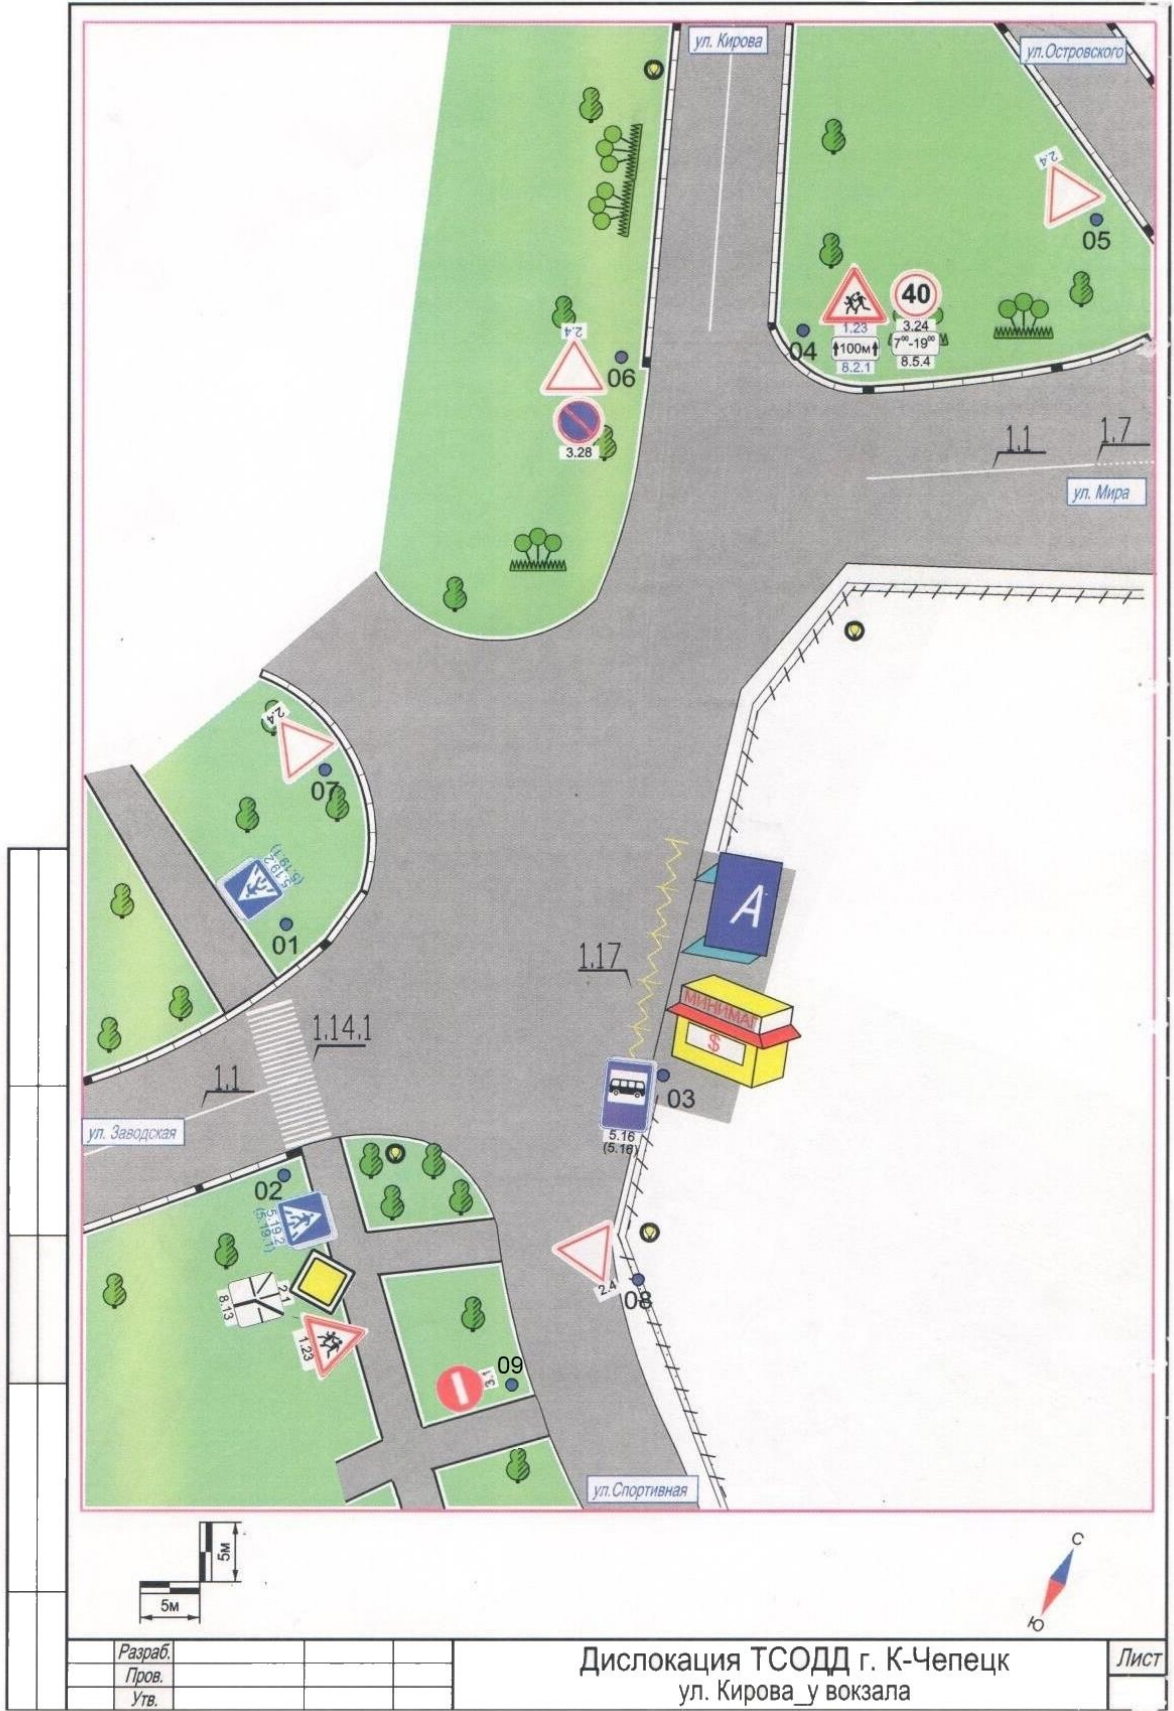 ул. Кирова
ул.Островского
2.4
05
40
1.23
3.24
04
↑100м↑
7⁰⁰-19⁰⁰
8.2.1
8.5.4
2.4
06
3.28
1.1
1.7
ул. Мира
2.4
07
5.19.2
(5.19.1)
01
А
1.17
МИНИМАГ
$
1.14.1
1.1
03
ул. Заводская
5.16
(5.16)
02
5.19.2
(5.19.1)
2.4
08
2.1
8.13
1.23
09
3.1
ул.Спортивная
5м
5м
С
Ю
Разраб.
Пров.
Утв.
Дислокация ТСОДД г. К-Чепецк
ул. Кирова_у вокзала
Лист